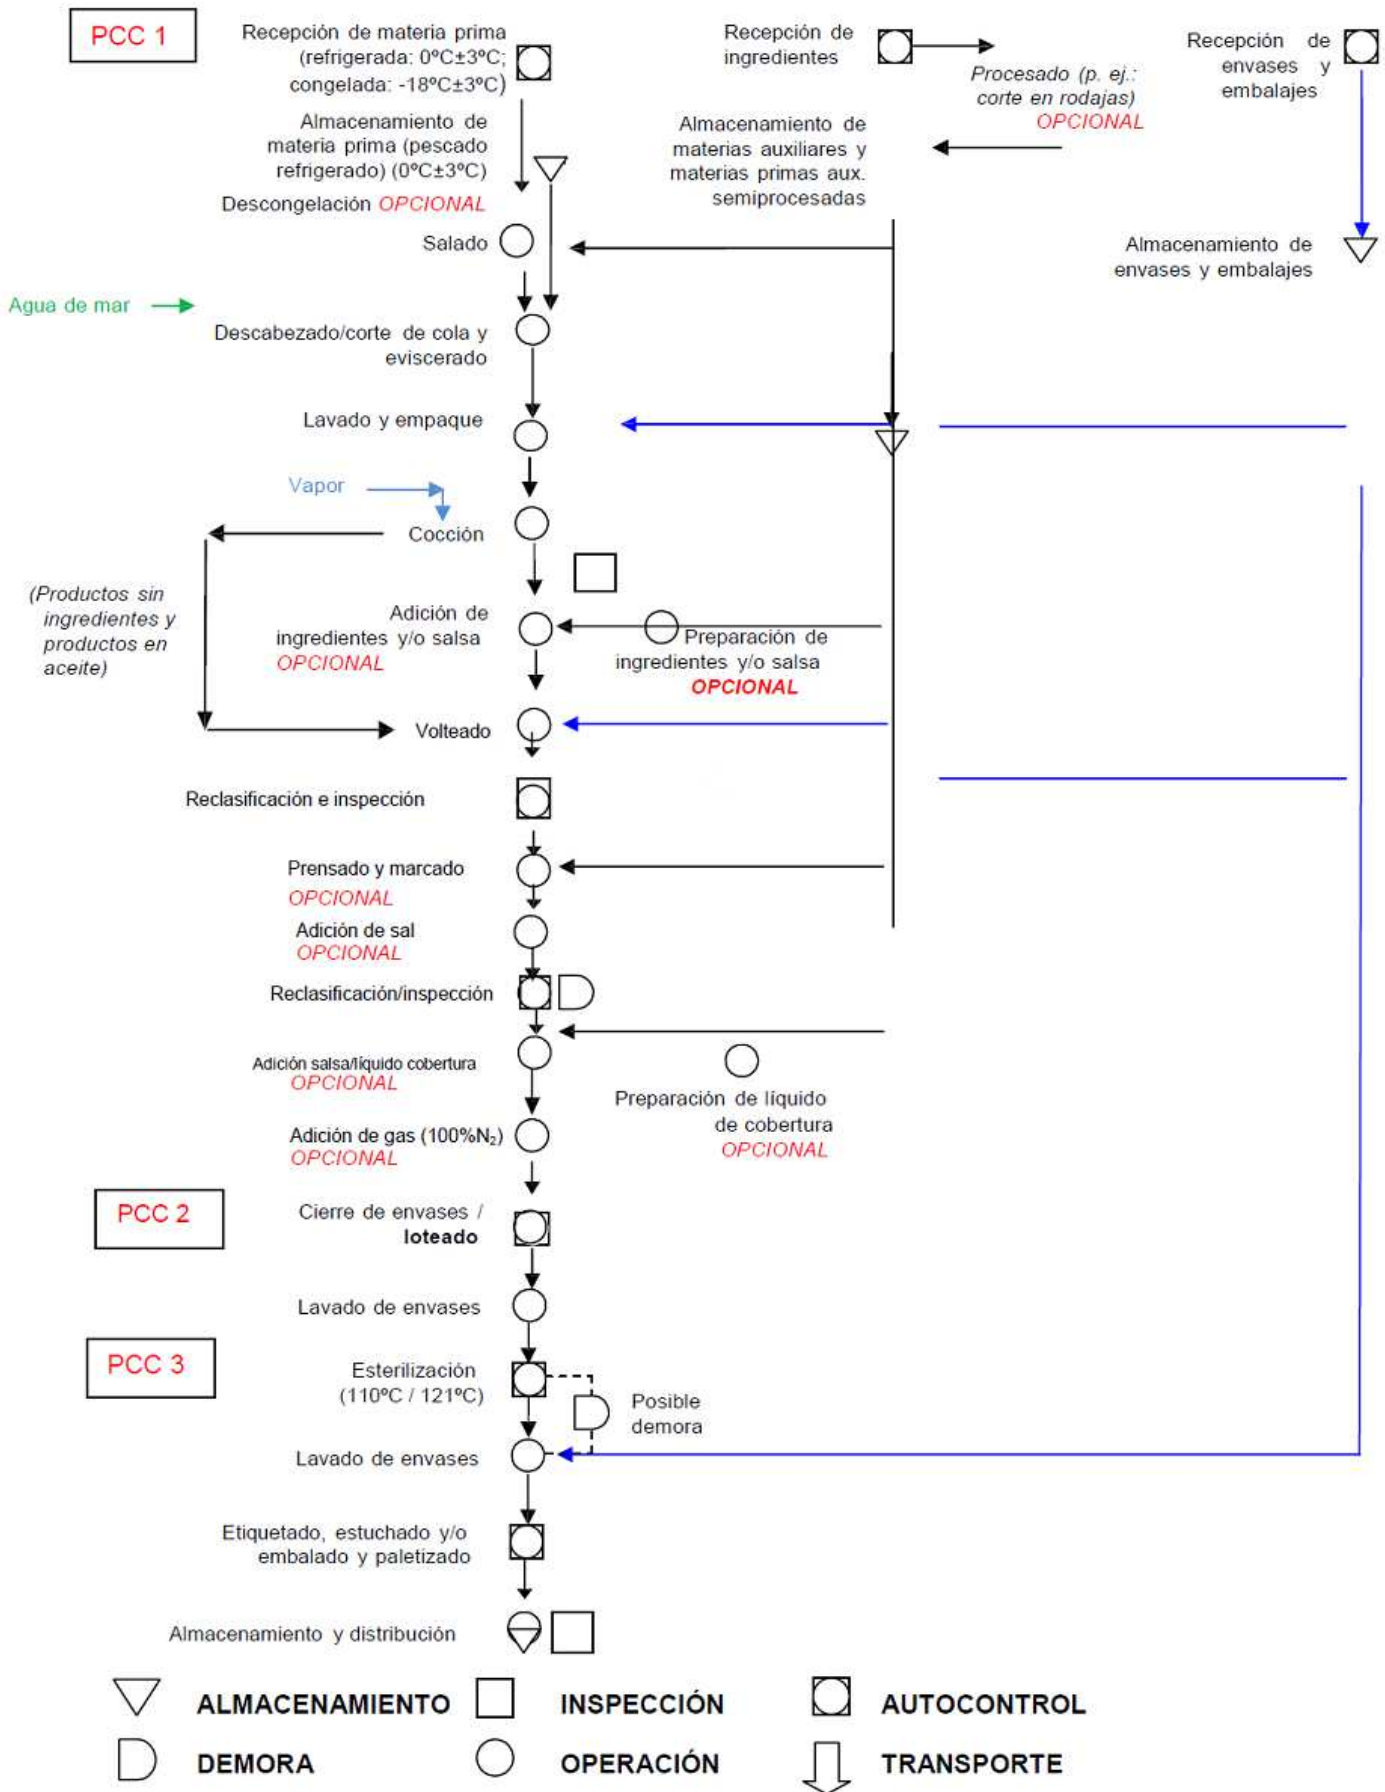 PCC 1
Recepción de materia prima
(refrigerada: 0ºC±3ºC;
congelada: -18ºC±3ºC)
Recepción de
ingredientes
Procesado (p. ej.:
corte en rodajas)
OPCIONAL
Recepción de
envases y
embalajes
Almacenamiento de
materia prima (pescado
refrigerado) (0ºC±3ºC)
Almacenamiento de
materias auxiliares y
materias primas aux.
semiprocesadas
Descongelación OPCIONAL
Salado
Almacenamiento de
envases y embalajes
Agua de mar
Descabezado/corte de cola y
eviscerado
Lavado y empaque
Vapor
Cocción
(Productos sin
ingredientes y
productos en
aceite)
Adición de
ingredientes y/o salsa
OPCIONAL
Preparación de
ingredientes y/o salsa
OPCIONAL
Volteado
Reclasificación e inspección
Prensado y marcado
OPCIONAL
Adición de sal
OPCIONAL
Reclasificación/inspección
Adición salsa/líquido cobertura
OPCIONAL
Preparación de líquido
de cobertura
OPCIONAL
Adición de gas (100%N₂)
OPCIONAL
PCC 2
Cierre de envases /
loteado
Lavado de envases
PCC 3
Esterilización
(110ºC / 121ºC)
Posible
demora
Lavado de envases
Etiquetado, estuchado y/o
embalado y paletizado
Almacenamiento y distribución
ALMACENAMIENTO
INSPECCIÓN
AUTOCONTROL
DEMORA
OPERACIÓN
TRANSPORTE